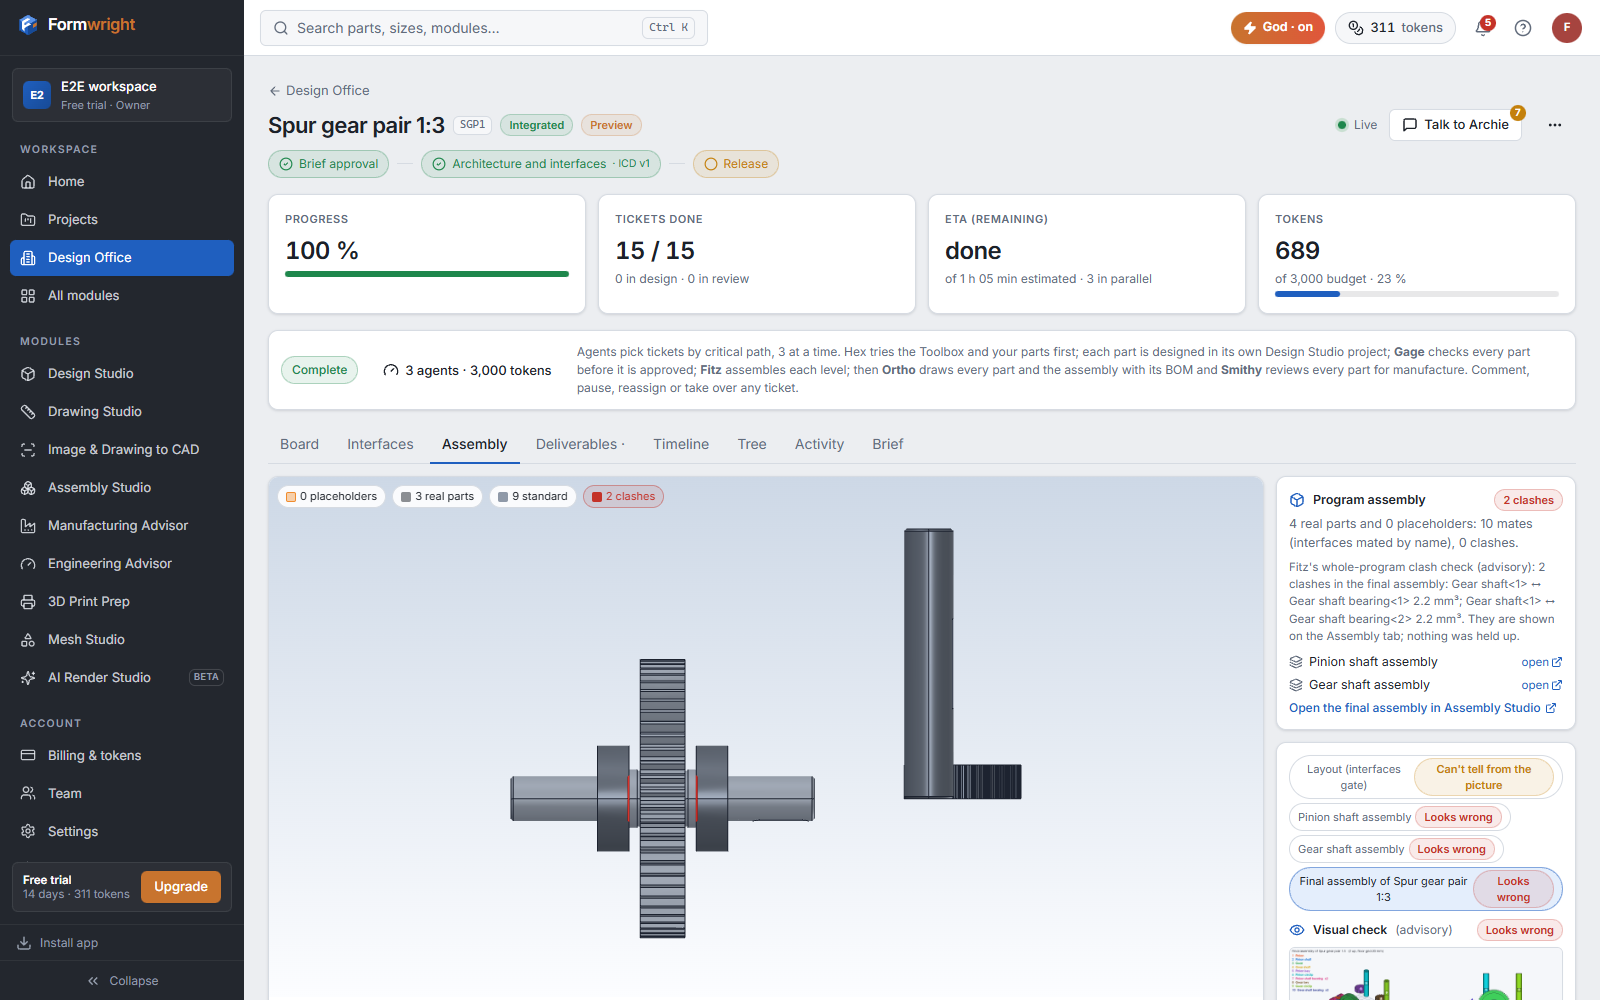 Formwright
Search parts, sizes, modules...
Ctrl K
God · on
311 tokens
5
F
E2
E2E workspace
Free trial · Owner
WORKSPACE
Home
Projects
Design Office
All modules
MODULES
Design Studio
Drawing Studio
Image & Drawing to CAD
Assembly Studio
Manufacturing Advisor
Engineering Advisor
3D Print Prep
Mesh Studio
AI Render Studio
BETA
ACCOUNT
Billing & tokens
Team
Settings
Free trial
14 days · 311 tokens
Upgrade
Install app
Collapse
Design Office
Spur gear pair 1:3
SGP1
Integrated
Preview
Live
Talk to Archie
7
Brief approval
Architecture and interfaces · ICD v1
Release
PROGRESS
100 %
TICKETS DONE
15 / 15
0 in design · 0 in review
ETA (REMAINING)
done
of 1 h 05 min estimated · 3 in parallel
TOKENS
689
of 3,000 budget · 23 %
Complete
3 agents · 3,000 tokens
Agents pick tickets by critical path, 3 at a time. Hex tries the Toolbox and your parts first; each part is designed in its own Design Studio project; Gage checks every part
before it is approved; Fitz assembles each level; then Ortho draws every part and the assembly with its BOM and Smithy reviews every part for manufacture. Comment,
pause, reassign or take over any ticket.
Board
Interfaces
Assembly
Deliverables ·
Timeline
Tree
Activity
Brief
0 placeholders
3 real parts
9 standard
2 clashes
Program assembly
2 clashes
4 real parts and 0 placeholders: 10 mates
(interfaces mated by name), 0 clashes.
Fitz's whole-program clash check (advisory): 2
clashes in the final assembly: Gear shaft<1> ↔
Gear shaft bearing<1> 2.2 mm³; Gear shaft<1> ↔
Gear shaft bearing<2> 2.2 mm³. They are shown
on the Assembly tab; nothing was held up.
Pinion shaft assembly
open
Gear shaft assembly
open
Open the final assembly in Assembly Studio
Layout (interfaces
gate)
Can't tell from the
picture
Pinion shaft assembly
Looks wrong
Gear shaft assembly
Looks wrong
Final assembly of Spur gear pair
1:3
Looks
wrong
Visual check (advisory)
Looks wrong